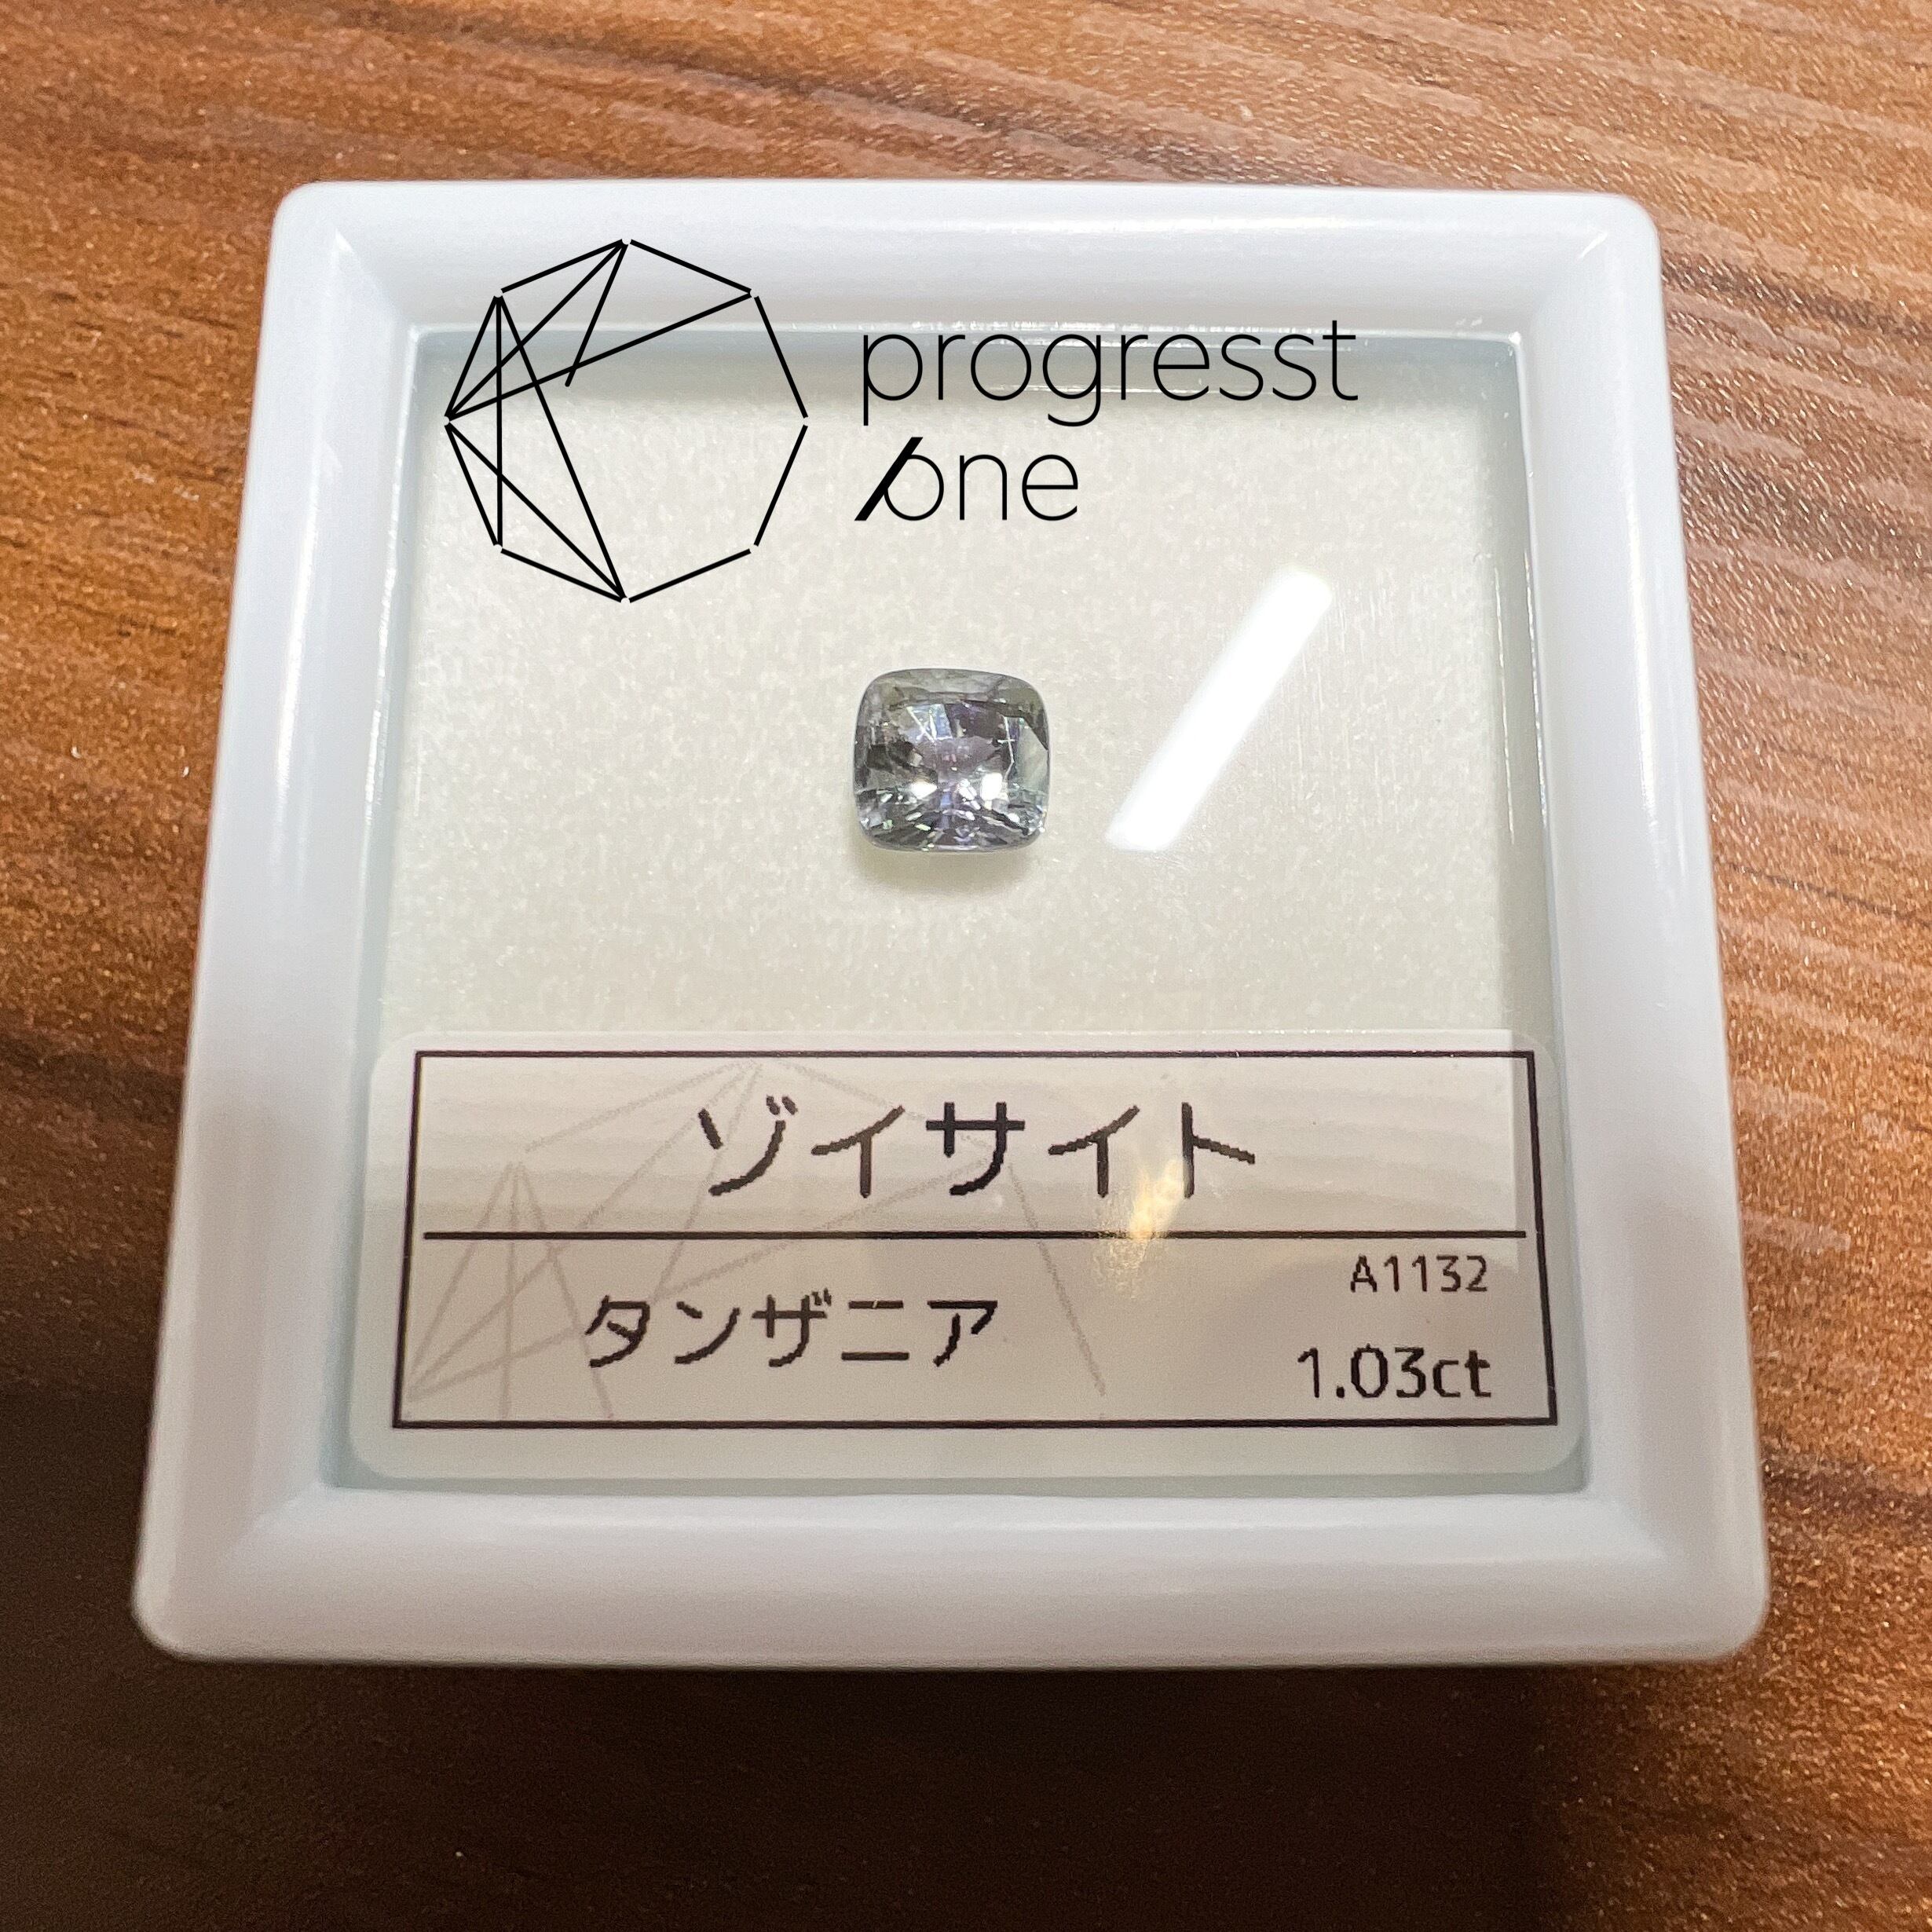 progresst
one
ゾイサイト
A1132
タンザニア
1.03ct